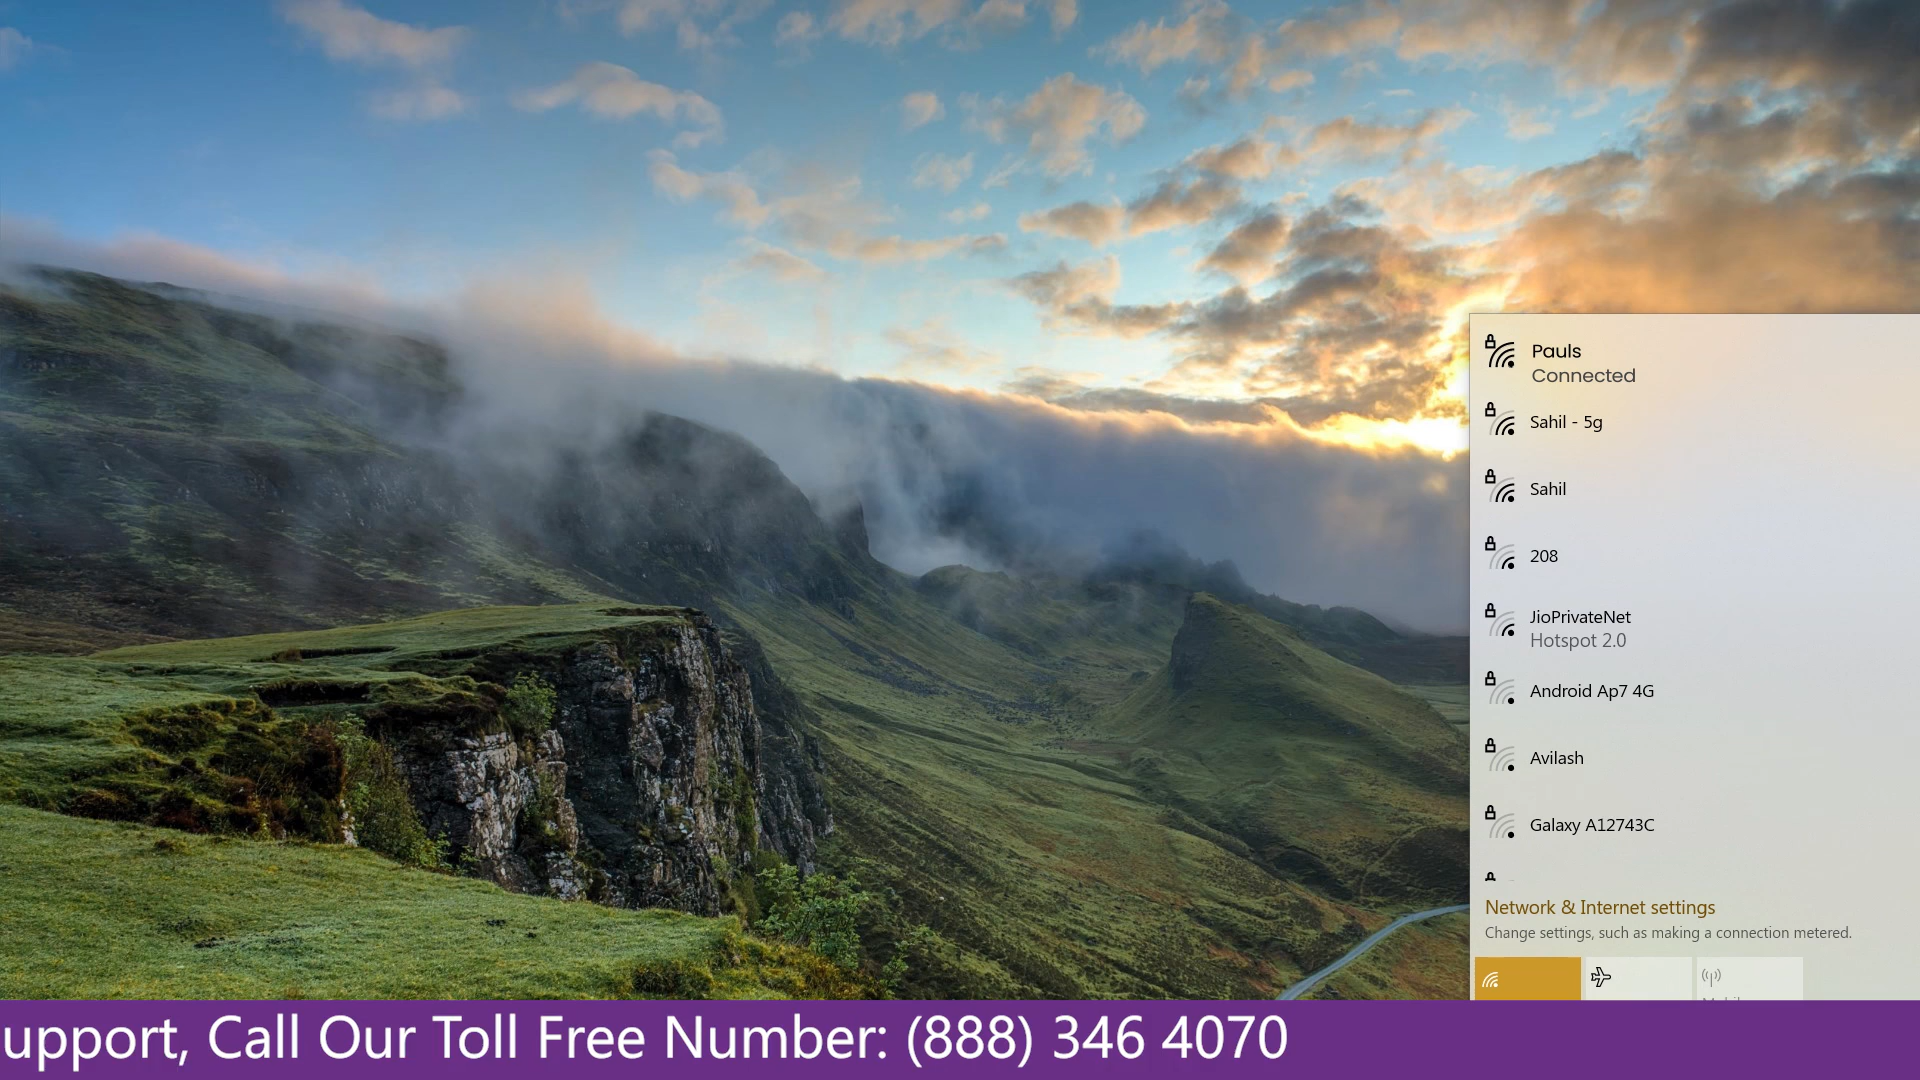 Pauls
Connected
Sahil - 5g
Sahil
208
JioPrivateNet
Hotspot 2.0
Android Ap7 4G
Avilash
Galaxy A12743C
Network & Internet settings
Change settings, such as making a connection metered.
upport, Call Our Toll Free Number: (888) 346 4070